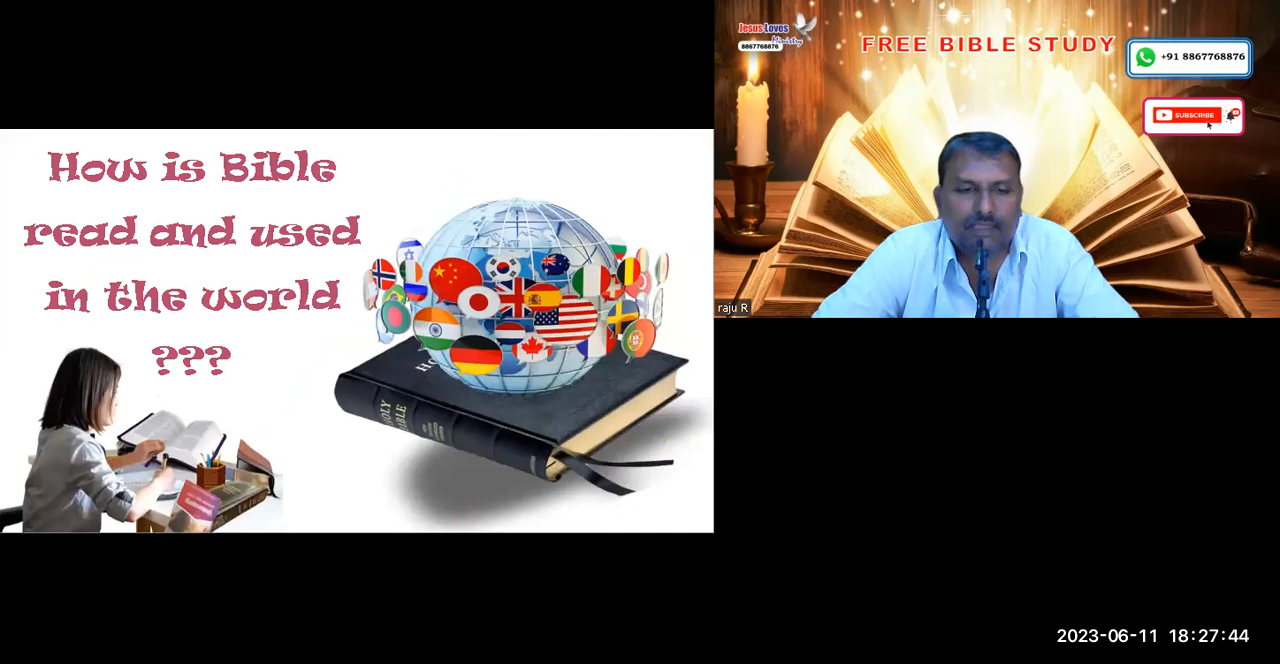 How is Bible
read and used
in the world
???
HOLY
BIBLE
Jesus Loves
Ministry
8867768876
FREE BIBLE STUDY
+91 8867768876
SUBSCRIBE
raju R
2023-06-11 18:27:44